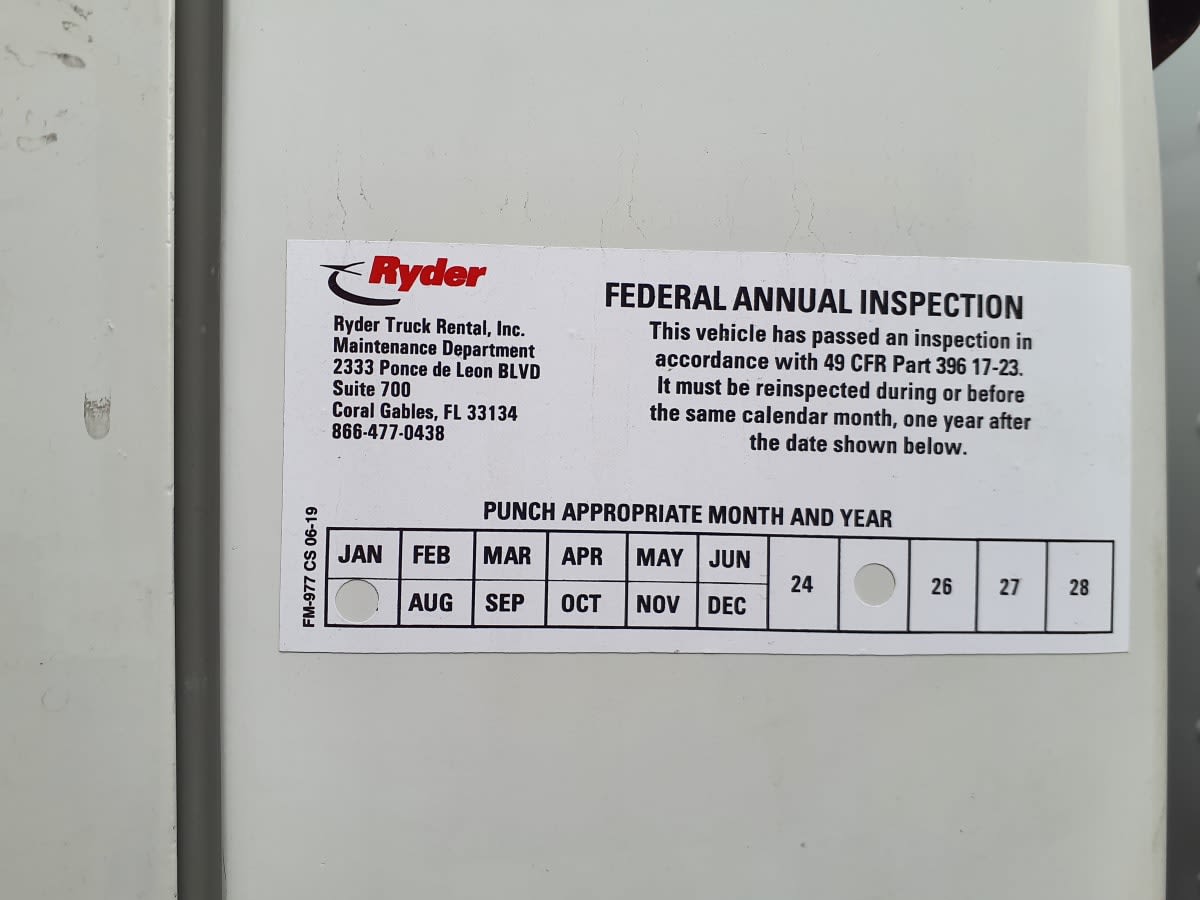 Ryder
Ryder Truck Rental, Inc.
Maintenance Department
2333 Ponce de Leon BLVD
Suite 700
Coral Gables, FL 33134
866-477-0438
FEDERAL ANNUAL INSPECTION
This vehicle has passed an inspection in
accordance with 49 CFR Part 396 17-23.
It must be reinspected during or before
the same calendar month, one year after
the date shown below.
PUNCH APPROPRIATE MONTH AND YEAR
FM-977 CS 06-19
JAN FEB MAR APR MAY JUN
AUG SEP OCT NOV DEC
24 26 27 28